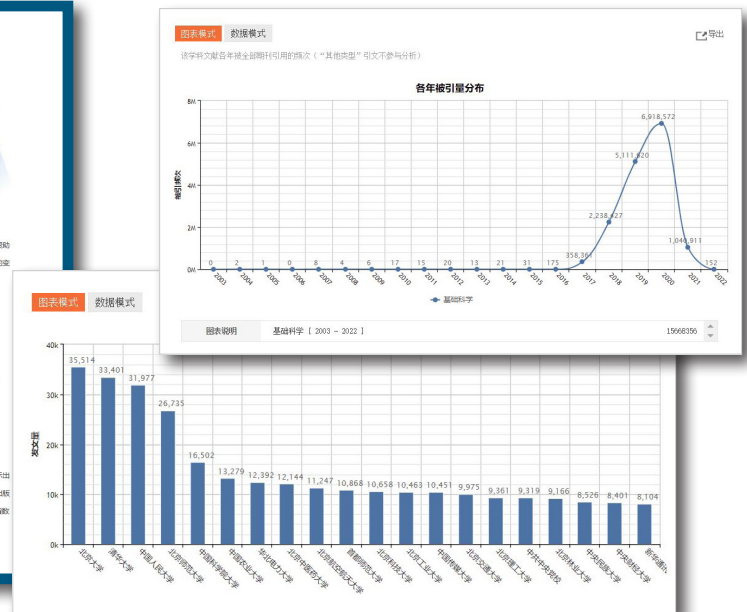 图表模式 数据模式
导出
该学科文献各年被全部期刊引用的频次（“其他类型”引文不参与分析）
各年被引量分布
8M
6M
4M
2M
0M
被引频次
0 2 1 0 8 4 6 17 15 20 13 21 31 175 358,361 2,238,427 5,111,620 6,918,572 1,040,911 152
2003 2004 2005 2006 2007 2008 2009 2010 2011 2012 2013 2014 2015 2016 2017 2018 2019 2020 2021 2022
基础科学
图表说明 基础科学 [ 2003 - 2022 ] 15668356
图表模式 数据模式
40k
30k
20k
10k
0k
发文量
35,514 33,401 31,977 26,735 16,502 13,279 12,392 12,144 11,247 10,868 10,658 10,463 10,451 9,975 9,361 9,319 9,166 8,526 8,401 8,104
北京大学 清华大学 中国人民大学 北京师范大学 中国科学院大学 中国农业大学 华北电力大学 北京中医药大学 北京航空航天大学 首都师范大学 北京科技大学 北京工业大学 中国传媒大学 北京交通大学 北京理工大学 中共中央党校 北京林业大学 中央民族大学 中央财经大学 新华通讯